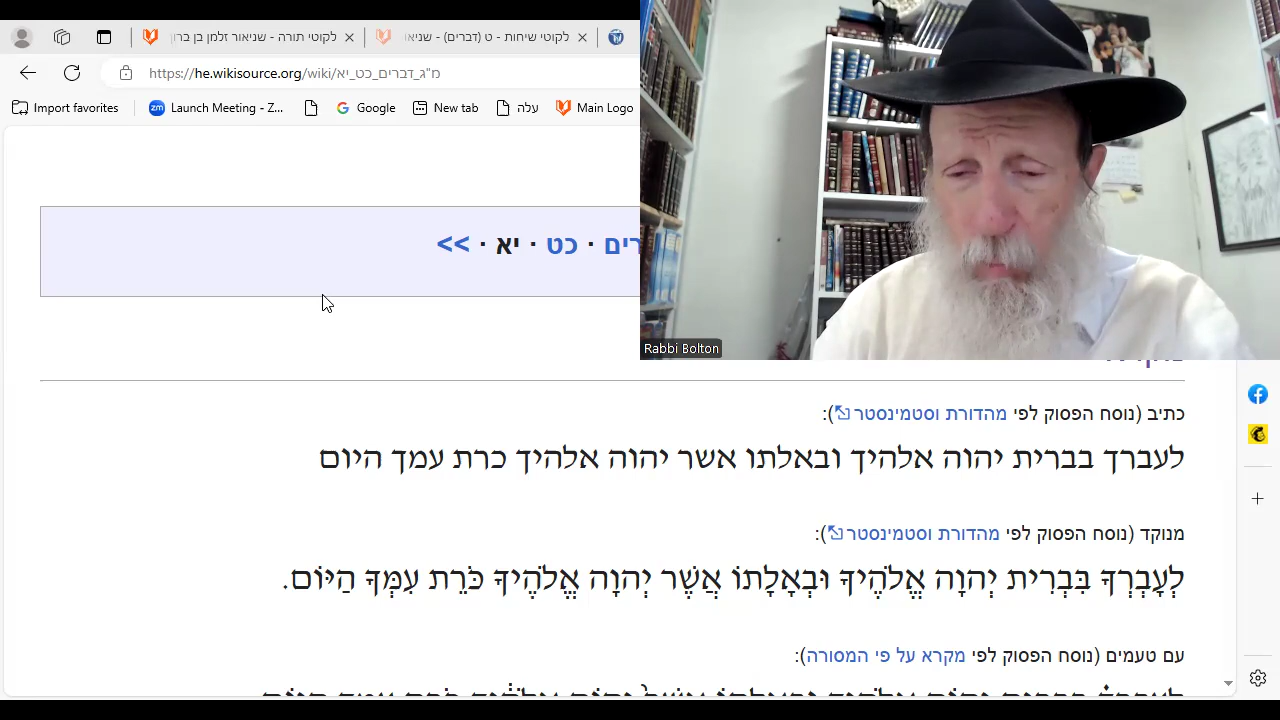 לקוטי תורה - שניאור זלמן בן ברו
לקוטי שיחות - ט (דברים) - שניאו
https://he.wikisource.org/wiki/מ"ג_דברים_כט_יא
Import favorites
Launch Meeting - Z...
Google
New tab
עלה
Main Logo
רים · כט · יא · >>
Rabbi Bolton
כתיב (נוסח הפסוק לפי מהדורת וסטמינסטר):
לעברך בברית יהוה אלהיך ובאלתו אשר יהוה אלהיך כרת עמך היום
מנוקד (נוסח הפסוק לפי מהדורת וסטמינסטר):
לְעָבְרְךָ בִּבְרִית יְהוָה אֱלֹהֶיךָ וּבְאָלָתוֹ אֲשֶׁר יְהוָה אֱלֹהֶיךָ כֹּרֵת עִמְּךָ הַיּוֹם.
עם טעמים (נוסח הפסוק לפי מקרא על פי המסורה):